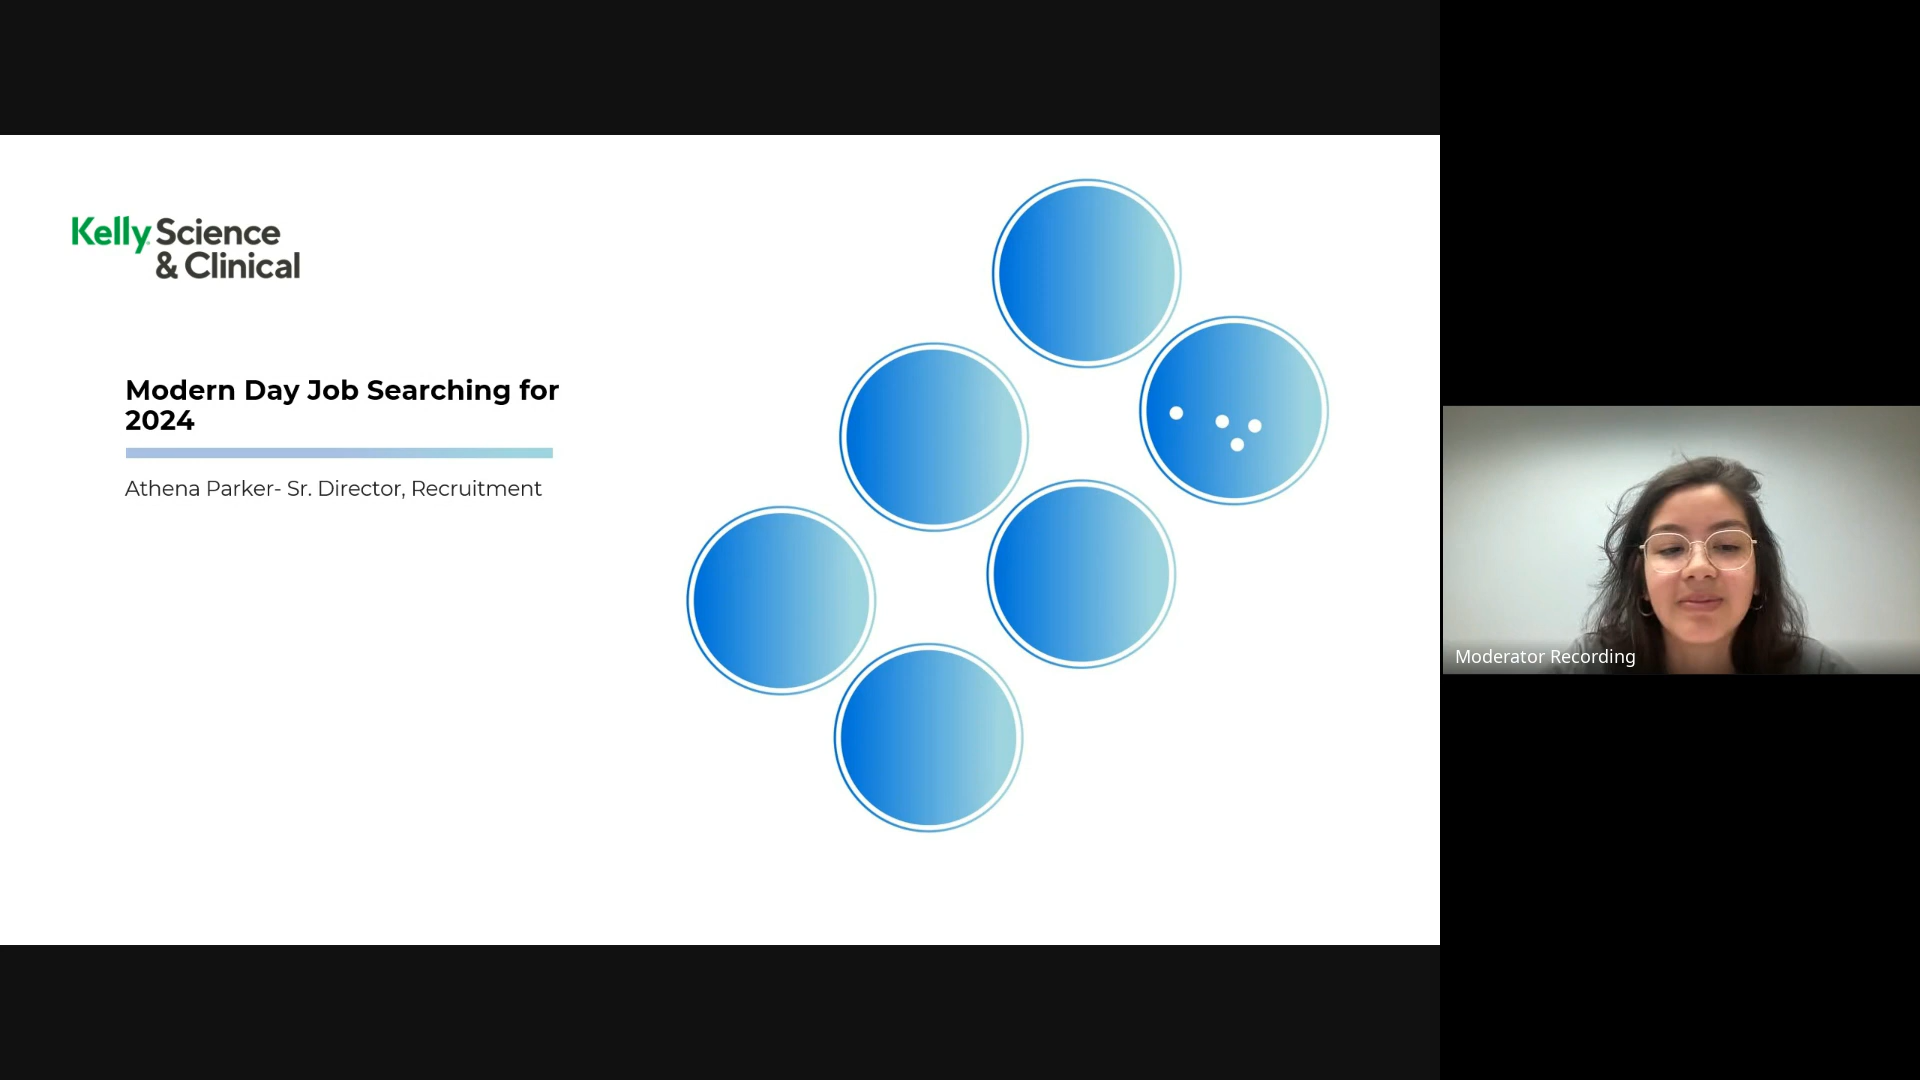 Kelly Science
& Clinical
Modern Day Job Searching for
2024
Athena Parker- Sr. Director, Recruitment
Moderator Recording